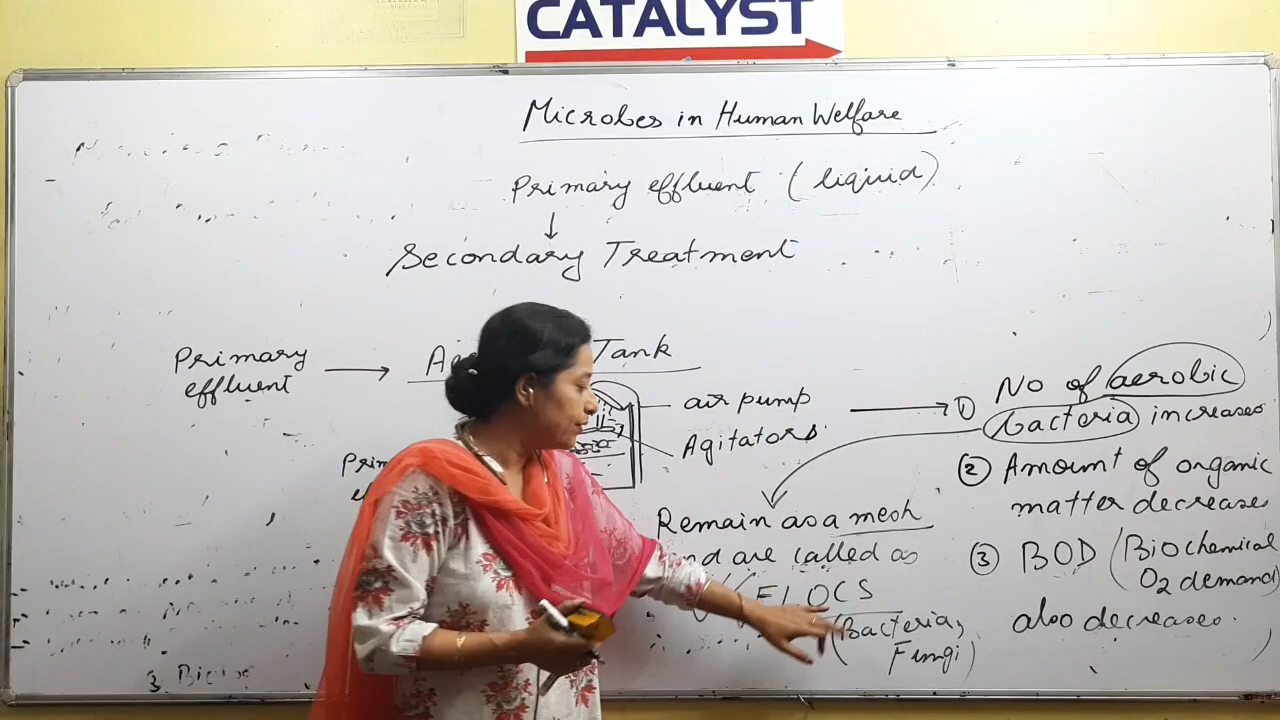 CATALYST
Microbes in Human Welfare
Primary effluent (liquid)
↓
Secondary Treatment
Primary
effluent
→
Tank
air pump
Agitators
Remain as a mesh
and are called as
FLOCS
(Bacteria,
Fungi)
→ ① No of aerobic
bacteria increases
② Amount of organic
matter decreases
③ BOD (Biochemical
O2 demand)
also decreases.